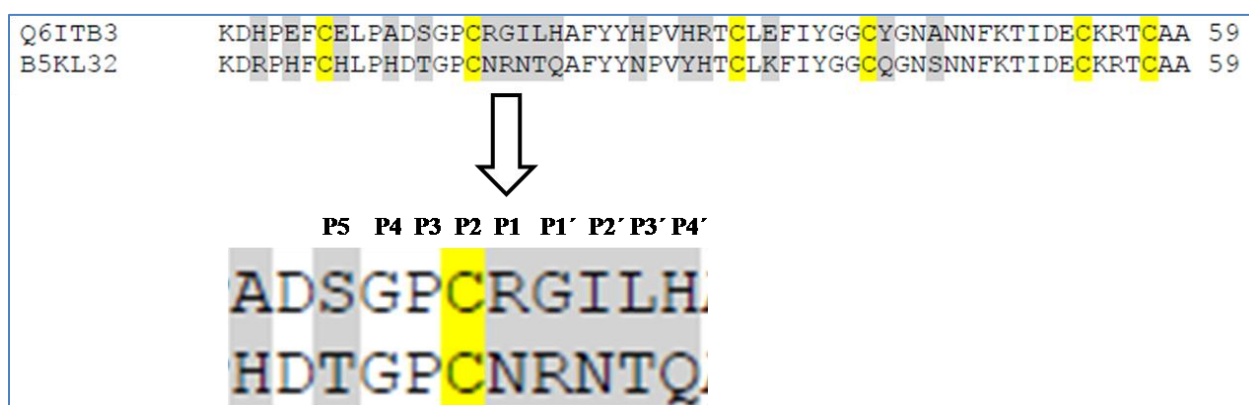 Q6ITB3 KDHPEFCELPADSGPCRGILHAFYYHPVHRTCLEFIYGGCYGNANNFKTIDECKRTCAA 59
B5KL32 KDRPHFCHLPHDTGPCNRNTQAFYYNPVYHTCLKFIYGGCQGNSNNFKTIDECKRTCAA 59
P5 P4 P3 P2 P1 P1´ P2´ P3´ P4´
ADSGPCRGILH
HDTGPCNRNTQ